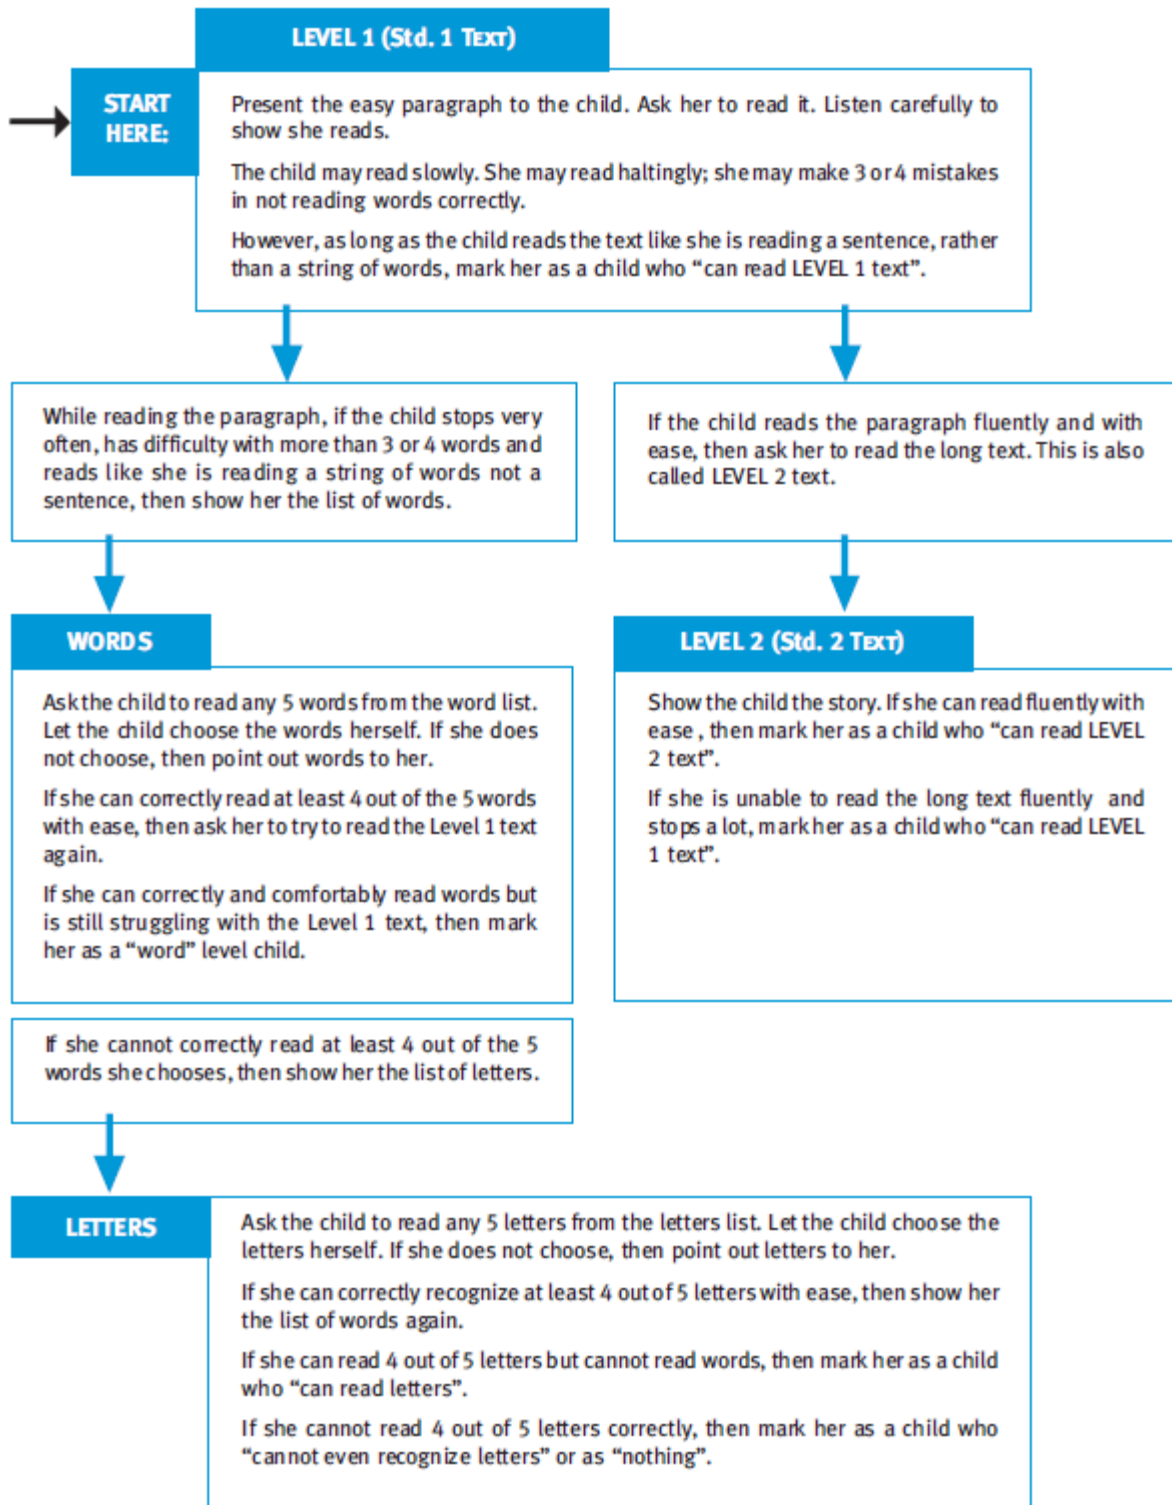 LEVEL 1 (Std. 1 TEXT)
START
HERE:
Present the easy paragraph to the child. Ask her to read it. Listen carefully to
show she reads.
The child may read slowly. She may read haltingly; she may make 3 or 4 mistakes
in not reading words correctly.
However, as long as the child reads the text like she is reading a sentence, rather
than a string of words, mark her as a child who “can read LEVEL 1 text”.
While reading the paragraph, if the child stops very
often, has difficulty with more than 3 or 4 words and
reads like she is reading a string of words not a
sentence, then show her the list of words.
If the child reads the paragraph fluently and with
ease, then ask her to read the long text. This is also
called LEVEL 2 text.
WORDS
Ask the child to read any 5 words from the word list.
Let the child choose the words herself. If she does
not choose, then point out words to her.
If she can correctly read at least 4 out of the 5 words
with ease, then ask her to try to read the Level 1 text
again.
If she can correctly and comfortably read words but
is still struggling with the Level 1 text, then mark
her as a “word” level child.
LEVEL 2 (Std. 2 TEXT)
Show the child the story. If she can read fluently with
ease , then mark her as a child who “can read LEVEL
2 text”.
If she is unable to read the long text fluently and
stops a lot, mark her as a child who “can read LEVEL
1 text”.
If she cannot correctly read at least 4 out of the 5
words she chooses, then show her the list of letters.
LETTERS
Ask the child to read any 5 letters from the letters list. Let the child choose the
letters herself. If she does not choose, then point out letters to her.
If she can correctly recognize at least 4 out of 5 letters with ease, then show her
the list of words again.
If she can read 4 out of 5 letters but cannot read words, then mark her as a child
who “can read letters”.
If she cannot read 4 out of 5 letters correctly, then mark her as a child who
“cannot even recognize letters” or as “nothing”.